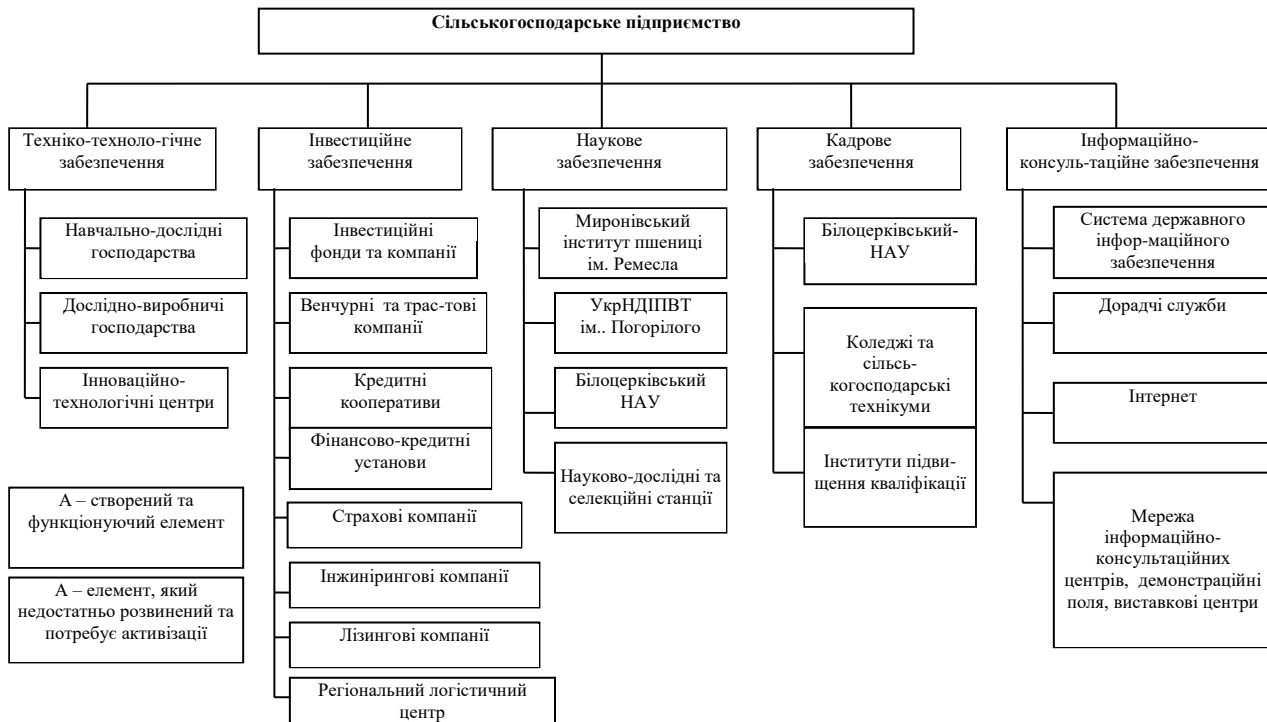 Сільськогосподарське підприємство
Техніко-техноло-гічне
забезпечення
Інвестиційне
забезпечення
Наукове
забезпечення
Кадрове
забезпечення
Інформаційно-
консуль-таційне забезпечення
Навчально-дослідні
господарства
Дослідно-виробничі
господарства
Інноваційно-
технологічні центри
А – створений та
функціонуючий елемент
А – елемент, який
недостатньо розвинений та
потребує активізації
Інвестиційні
фонди та компанії
Венчурні та трас-тові
компанії
Кредитні
кооперативи
Фінансово-кредитні
установи
Страхові компанії
Інжинірингові компанії
Лізингові компанії
Регіональний логістичний
центр
Миронівський
інститут пшениці
ім. Ремесла
УкрНДІПВТ
ім.. Погорілого
Білоцерківський
НАУ
Науково-дослідні та
селекційні станції
Білоцерківський-
НАУ
Коледжі та
сільсь-
когосподарські
технікуми
Інститути підви-
щення кваліфікації
Система державного
інфор-маційного
забезпечення
Дорадчі служби
Інтернет
Мережа
інформаційно-
консультаційних
центрів, демонстраційні
поля, виставкові центри